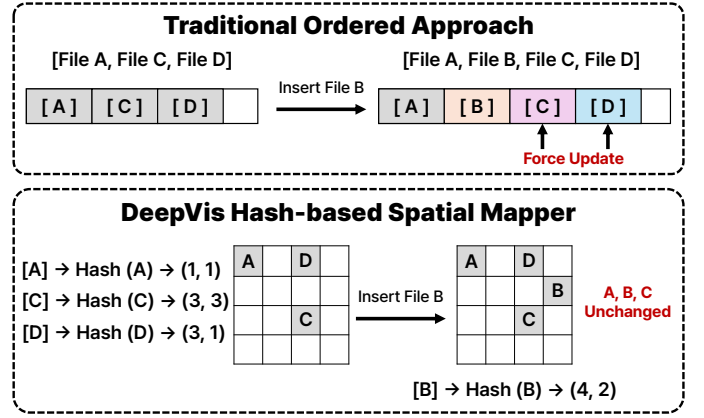 Traditional Ordered Approach
[File A, File C, File D]
[File A, File B, File C, File D]
[ A ] [ C ] [ D ]
Insert File B
[ A ] [ B ] [ C ] [ D ]
Force Update
DeepVis Hash-based Spatial Mapper
[A] → Hash (A) → (1, 1)
[C] → Hash (C) → (3, 3)
[D] → Hash (D) → (3, 1)
A D
C
Insert File B
A D
B
C
A, B, C
Unchanged
[B] → Hash (B) → (4, 2)